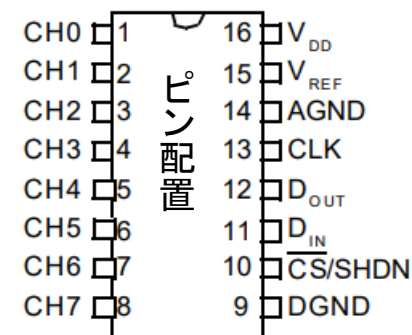 CH0 1 16 VDD
CH1 2 15 VREF
CH2 3 14 AGND
CH3 4 13 CLK
CH4 5 12 DOUT
CH5 6 11 DIN
CH6 7 10 CS/SHDN
CH7 8 9 DGND
ピン配置